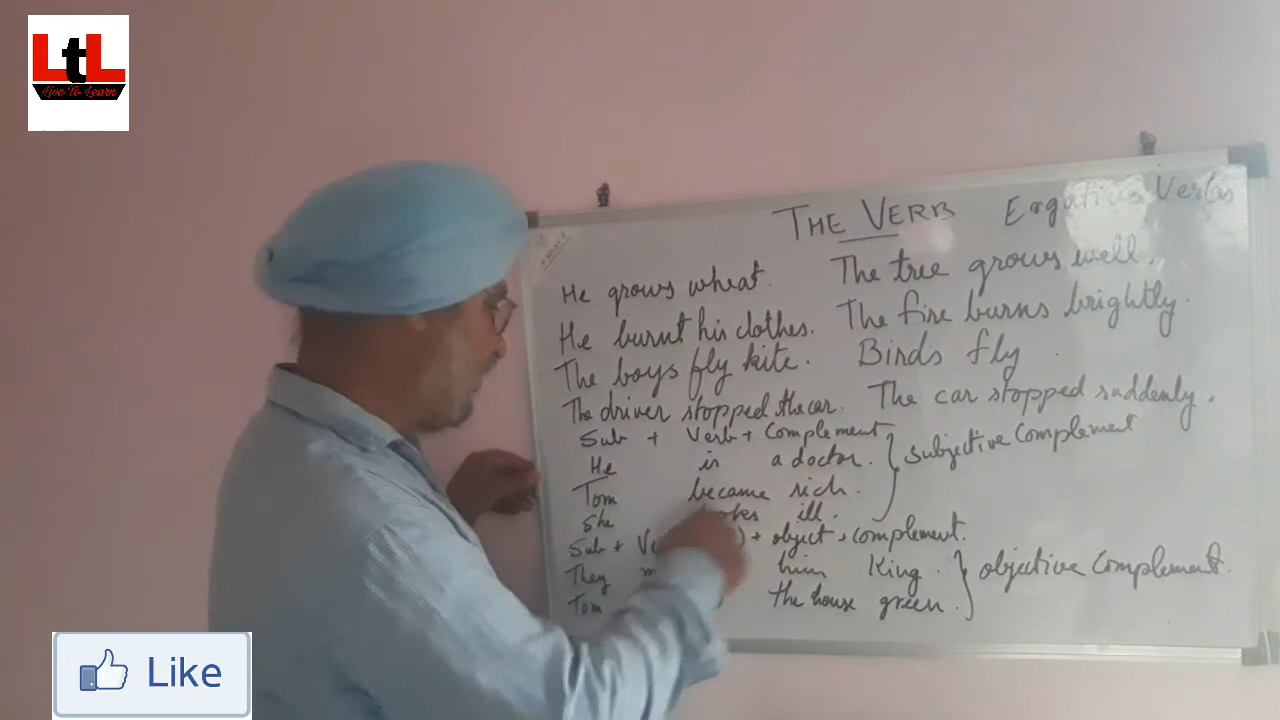 LtL
Live To Learn
THE VERB Ergative Verbs
He grows wheat. The tree grows well.
He burnt his clothes. The fire burns brightly.
The boys fly kite. Birds fly.
The driver stopped the car. The car stopped suddenly.
Sub + Verb + Complement
He is a doctor. } Subjective Complement
Tom became rich.
She ill.
Sub + + object + complement.
They him King. } objective Complement.
Tom the house green.
Like